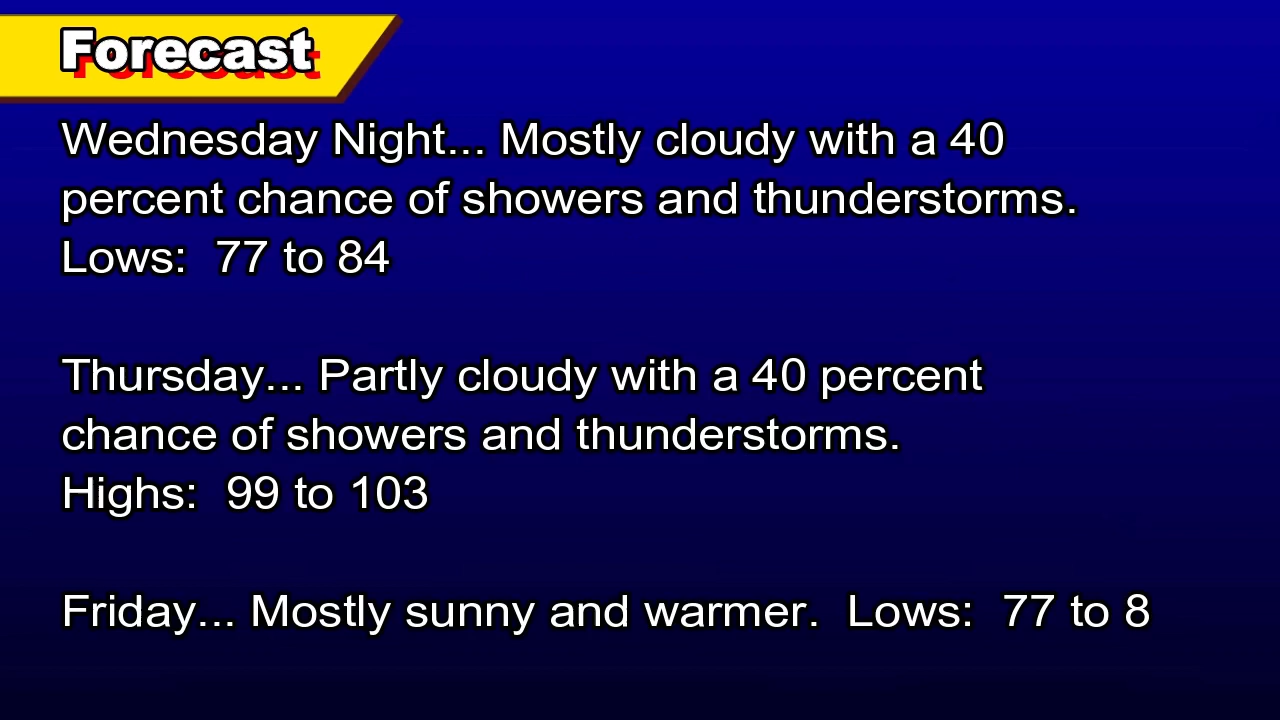 Forecast
Wednesday Night... Mostly cloudy with a 40
percent chance of showers and thunderstorms.
Lows:  77 to 84
Thursday... Partly cloudy with a 40 percent
chance of showers and thunderstorms.
Highs:  99 to 103
Friday... Mostly sunny and warmer.  Lows:  77 to 8